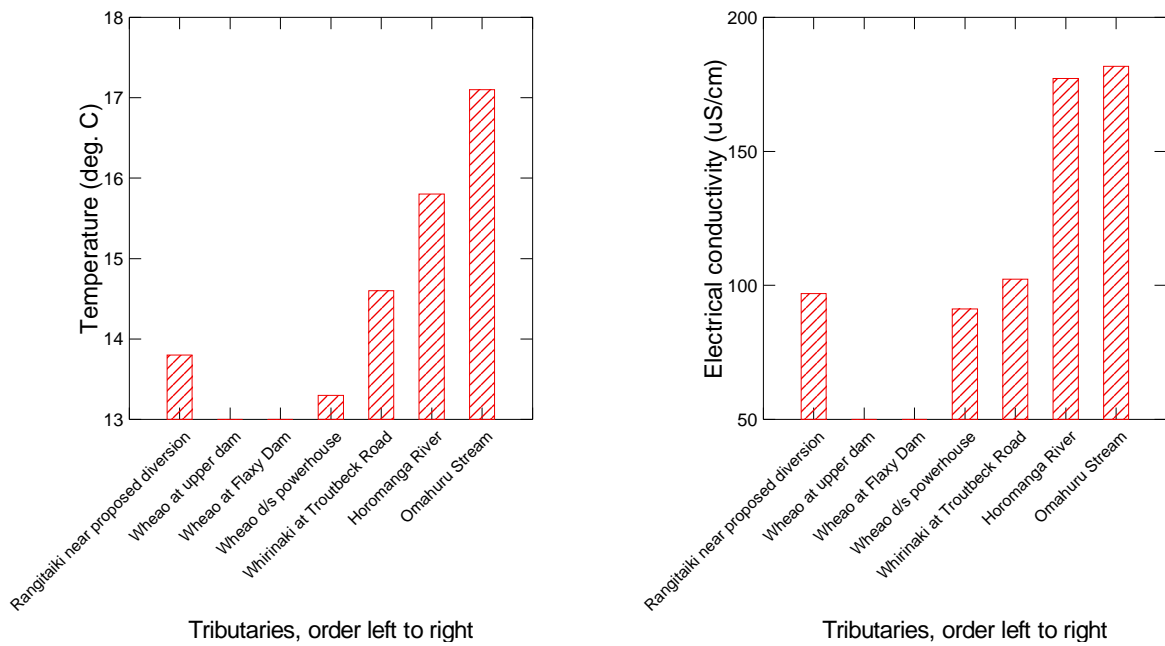 18
17
16
15
14
13
Temperature (deg. C)
Rangitaiki near proposed diversion
Wheao at upper dam
Wheao at Flaxy Dam
Wheao d/s powerhouse
Whirinaki at Troutbeck Road
Horomanga River
Omahuru Stream
Tributaries, order left to right
200
150
100
50
Electrical conductivity (uS/cm)
Rangitaiki near proposed diversion
Wheao at upper dam
Wheao at Flaxy Dam
Wheao d/s powerhouse
Whirinaki at Troutbeck Road
Horomanga River
Omahuru Stream
Tributaries, order left to right